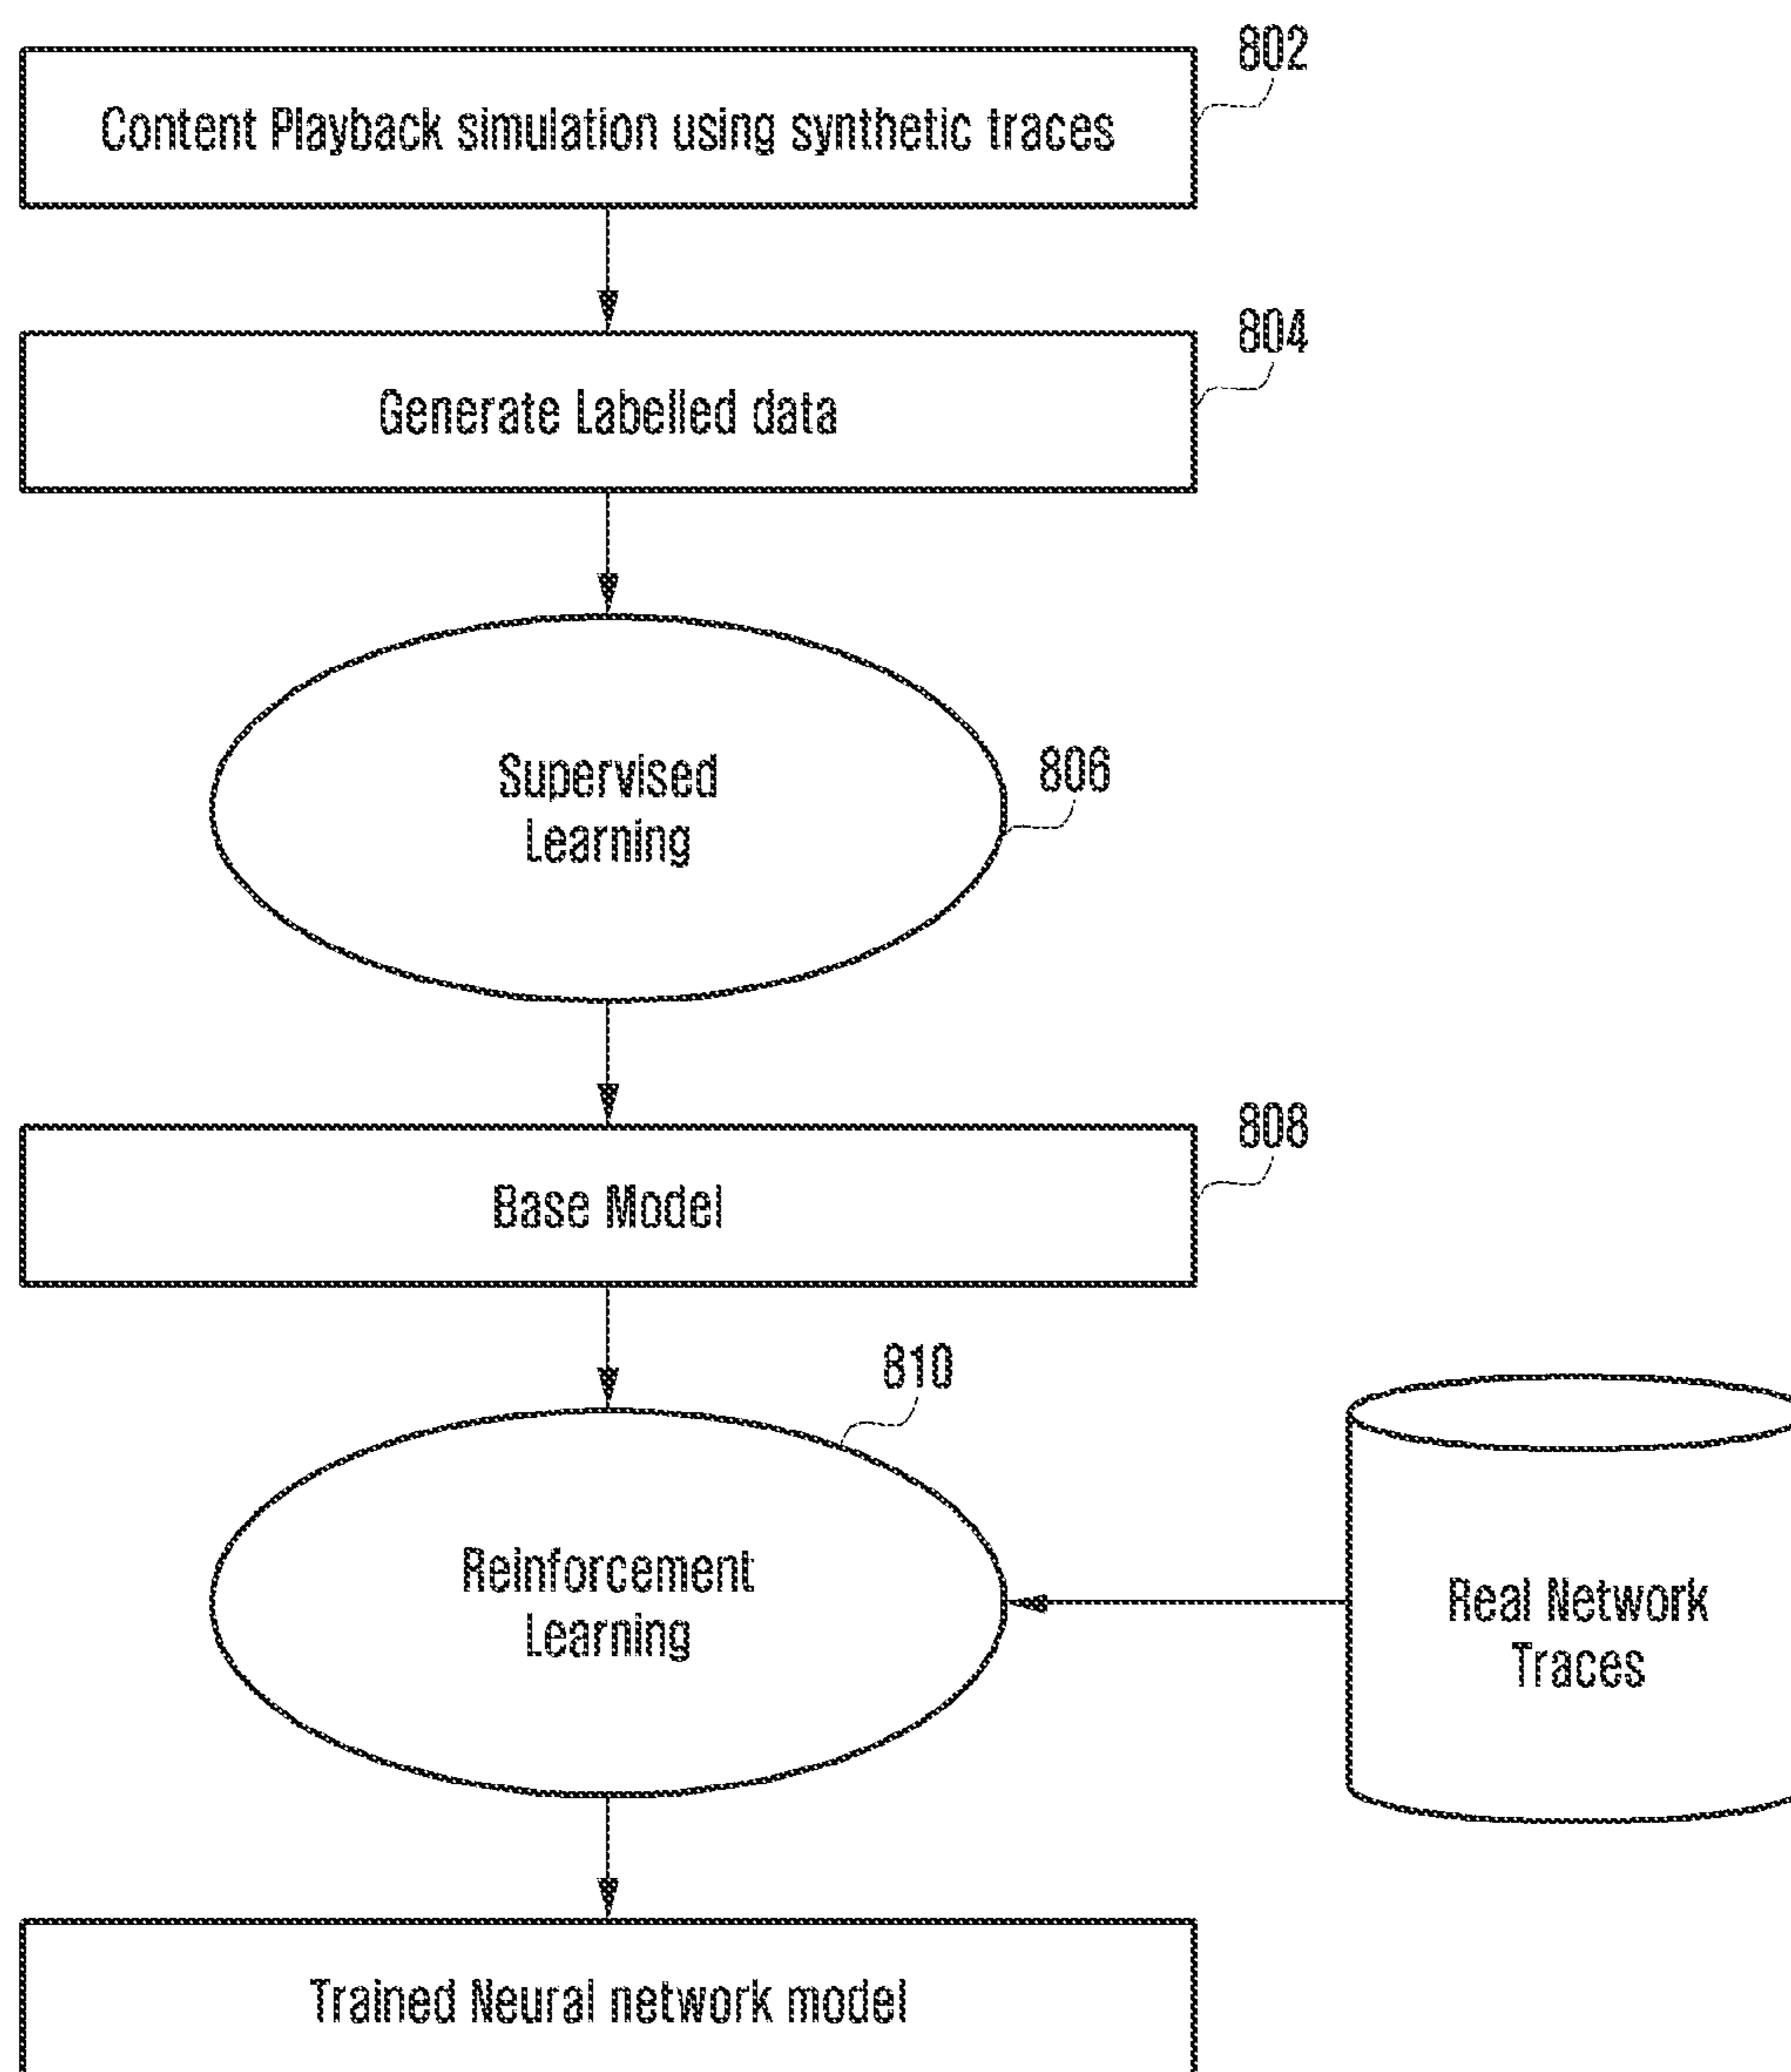 802
Content Playback simulation using synthetic traces
804
Generate Labelled data
Supervised
Learning
806
808
Base Model
810
Reinforcement
Learning
Real Network
Traces
Trained Neural network model